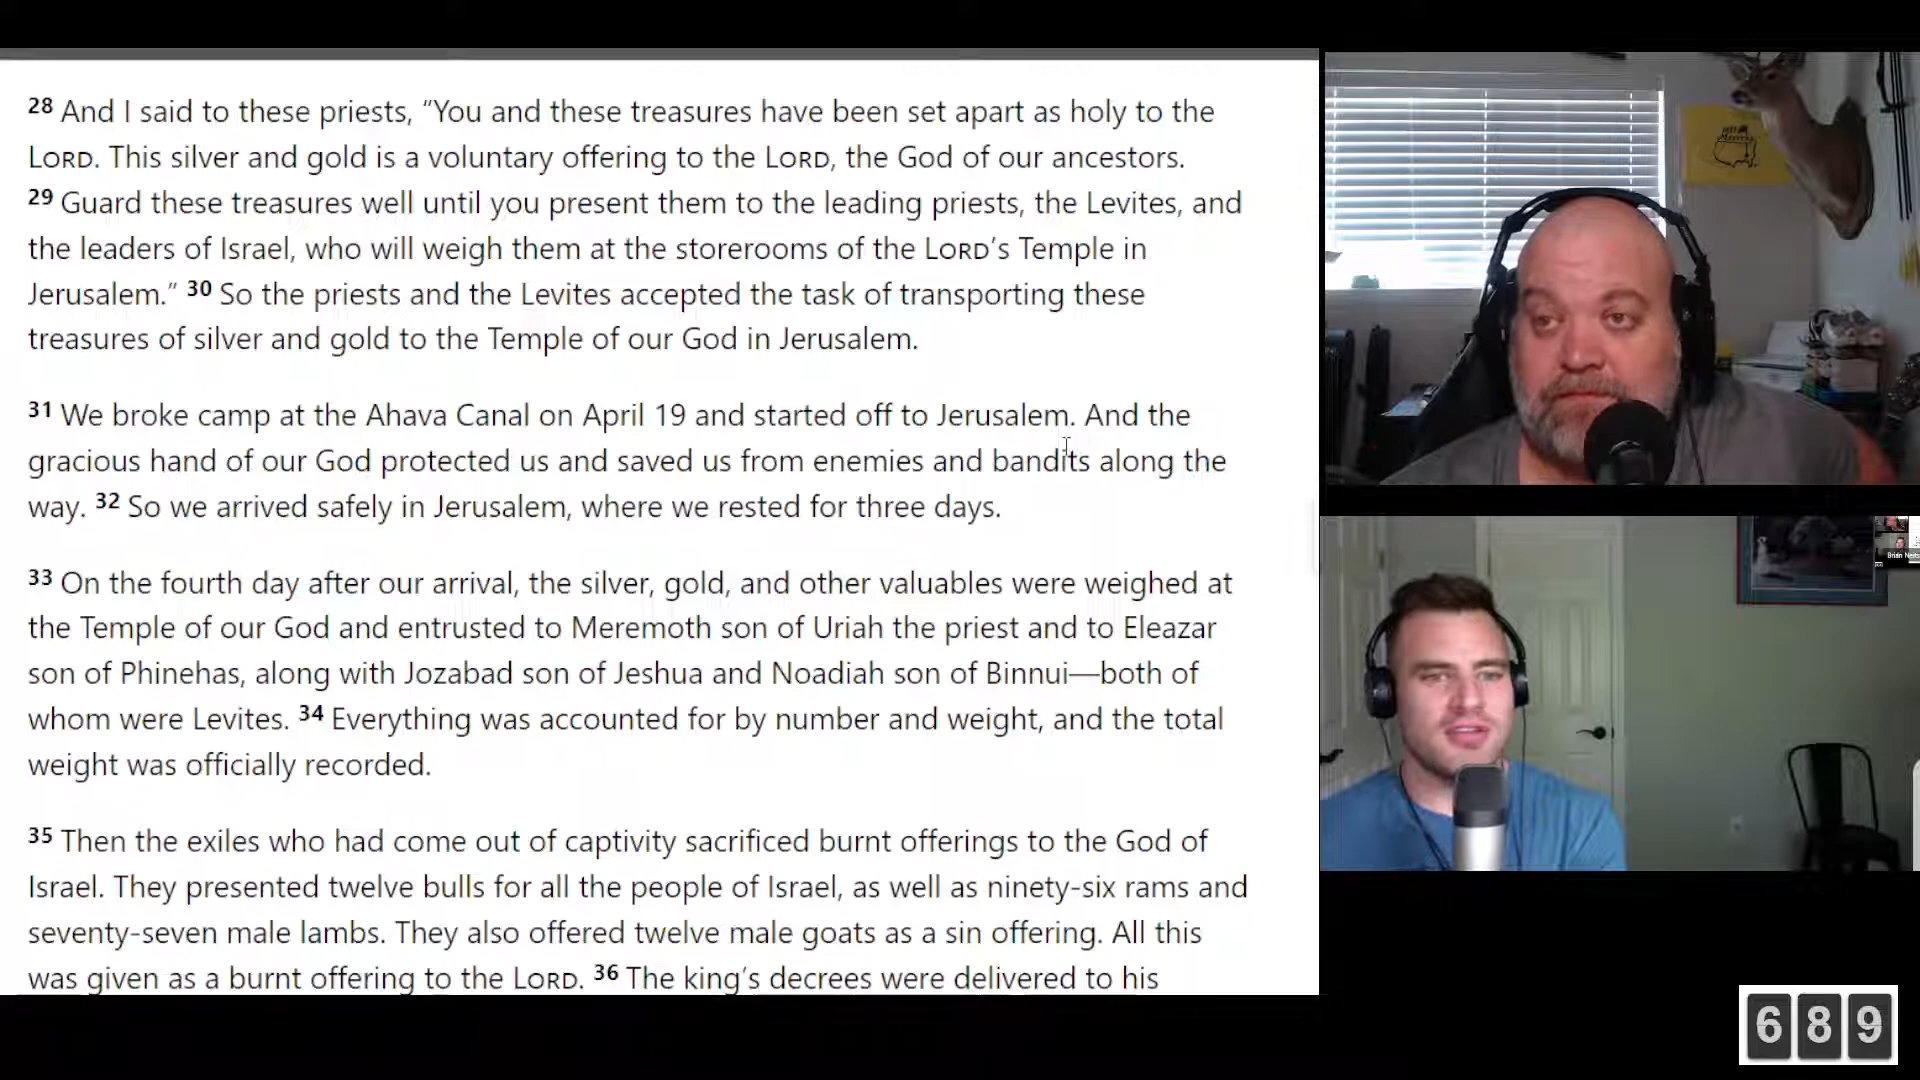 28 And I said to these priests, “You and these treasures have been set apart as holy to the
LORD. This silver and gold is a voluntary offering to the LORD, the God of our ancestors.
29 Guard these treasures well until you present them to the leading priests, the Levites, and
the leaders of Israel, who will weigh them at the storerooms of the LORD’s Temple in
Jerusalem.” 30 So the priests and the Levites accepted the task of transporting these
treasures of silver and gold to the Temple of our God in Jerusalem.
31 We broke camp at the Ahava Canal on April 19 and started off to Jerusalem. And the
gracious hand of our God protected us and saved us from enemies and bandits along the
way. 32 So we arrived safely in Jerusalem, where we rested for three days.
33 On the fourth day after our arrival, the silver, gold, and other valuables were weighed at
the Temple of our God and entrusted to Meremoth son of Uriah the priest and to Eleazar
son of Phinehas, along with Jozabad son of Jeshua and Noadiah son of Binnui—both of
whom were Levites. 34 Everything was accounted for by number and weight, and the total
weight was officially recorded.
35 Then the exiles who had come out of captivity sacrificed burnt offerings to the God of
Israel. They presented twelve bulls for all the people of Israel, as well as ninety-six rams and
seventy-seven male lambs. They also offered twelve male goats as a sin offering. All this
was given as a burnt offering to the LORD. 36 The king’s decrees were delivered to his
Brian
689